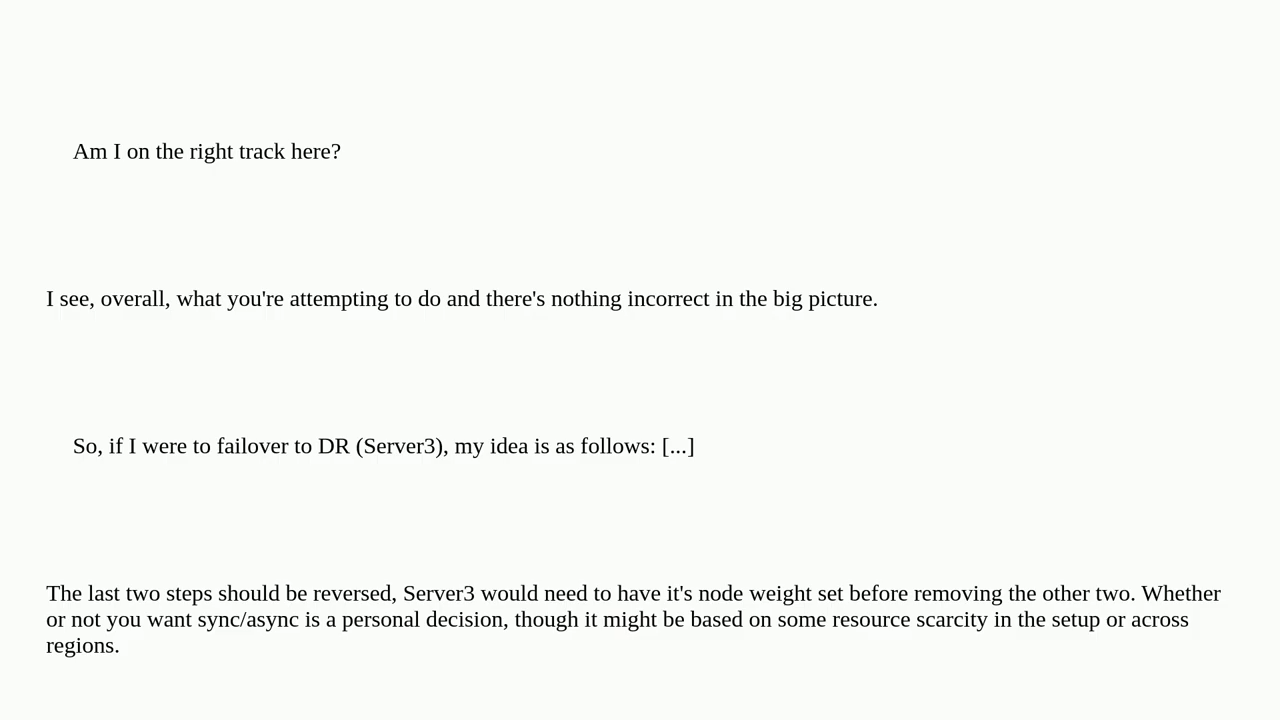 Am I on the right track here?
I see, overall, what you're attempting to do and there's nothing incorrect in the big picture.
So, if I were to failover to DR (Server3), my idea is as follows: [...]
The last two steps should be reversed, Server3 would need to have it's node weight set before removing the other two. Whether
or not you want sync/async is a personal decision, though it might be based on some resource scarcity in the setup or across
regions.